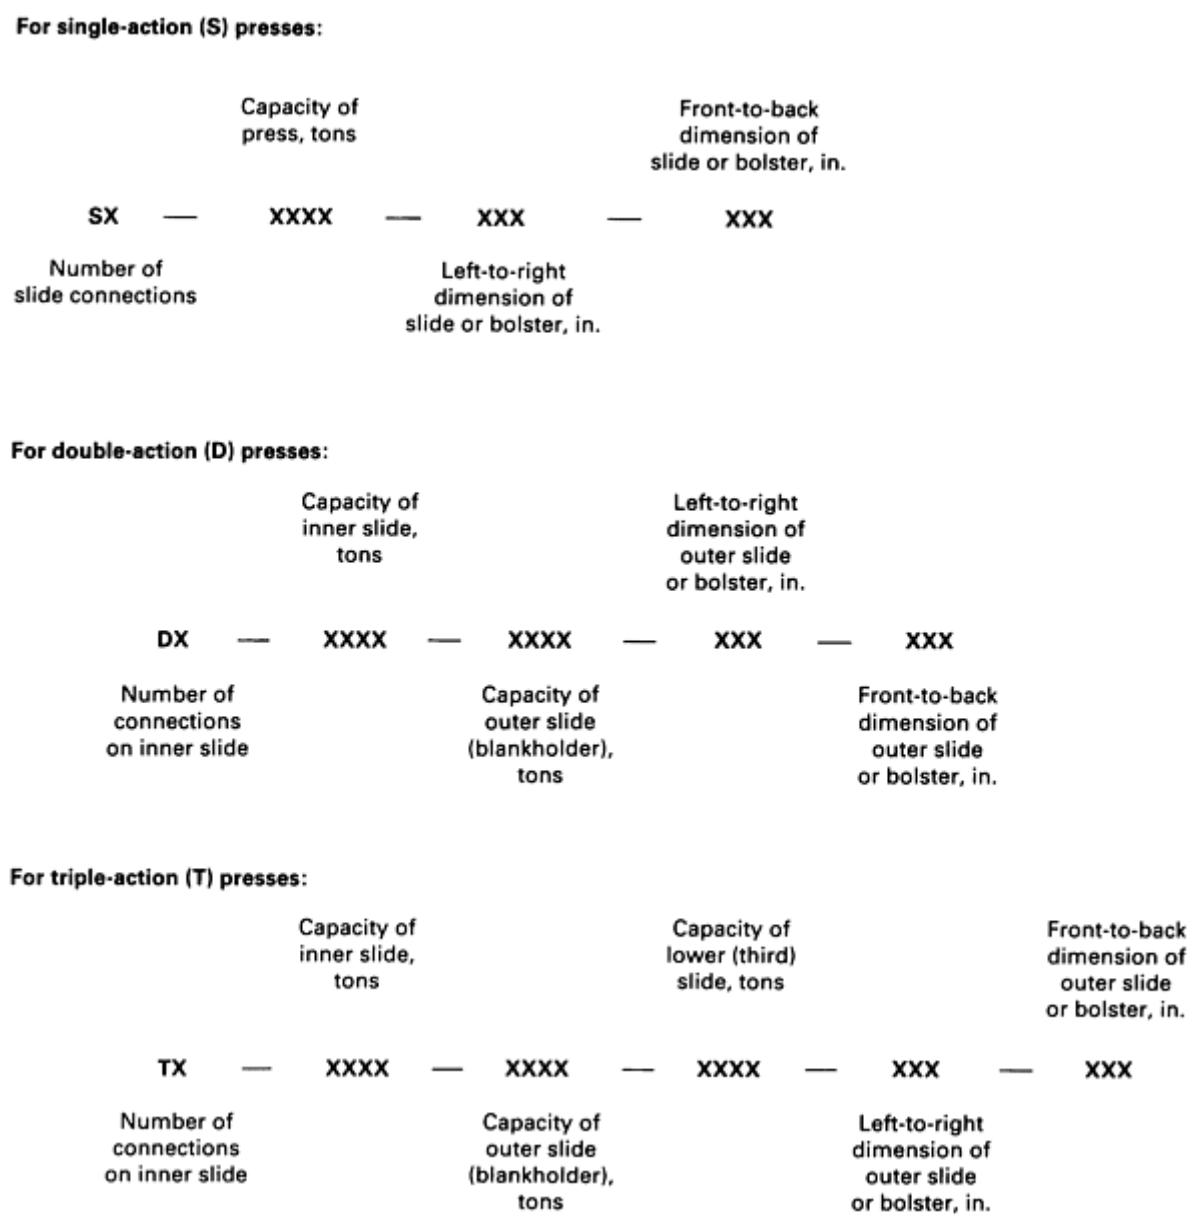 For single-action (S) presses:
Capacity of
press, tons
Front-to-back
dimension of
slide or bolster, in.
SX — XXXX — XXX — XXX
Number of
slide connections
Left-to-right
dimension of
slide or bolster, in.
For double-action (D) presses:
Capacity of
inner slide,
tons
Left-to-right
dimension of
outer slide
or bolster, in.
DX — XXXX — XXXX — XXX — XXX
Number of
connections
on inner slide
Capacity of
outer slide
(blankholder),
tons
Front-to-back
dimension of
outer slide
or bolster, in.
For triple-action (T) presses:
Capacity of
inner slide,
tons
Capacity of
lower (third)
slide, tons
Front-to-back
dimension of
outer slide
or bolster, in.
TX — XXXX — XXXX — XXXX — XXX — XXX
Number of
connections
on inner slide
Capacity of
outer slide
(blankholder),
tons
Left-to-right
dimension of
outer slide
or bolster, in.